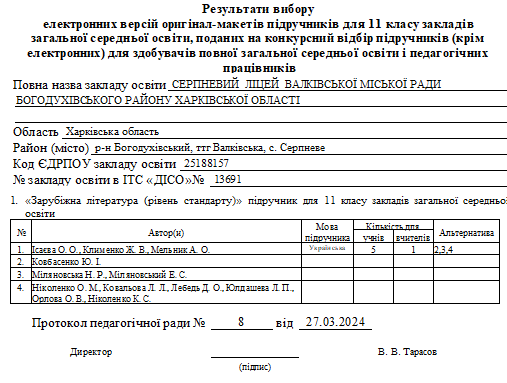 Результати вибору
електронних версій оригінал-макетів підручників для 11 класу закладів
загальної середньої освіти, поданих на конкурсний відбір підручників (крім
електронних) для здобувачів повної загальної середньої освіти і педагогічних
працівників
Повна назва закладу освіти СЕРПНЕВИЙ ЛІЦЕЙ ВАЛКІВСЬКОЇ МІСЬКОЇ РАДИ
БОГОДУХІВСЬКОГО РАЙОНУ ХАРКІВСЬКОЇ ОБЛАСТІ
Область Харківська область
Район (місто) р-н Богодухівський, ттг Валківська, с. Серпневе
Код ЄДРПОУ закладу освіти 25188157
№ закладу освіти в ІТС «ДІСО»№ 13691
1. «Зарубіжна література (рівень стандарту)» підручник для 11 класу закладів загальної середньої
освіти
№ Автор(и) Мова підручника Кількість для учнів вчителів Альтернатива
1. Ісаєва О. О., Клименко Ж. В., Мельник А. О. Українська 5 1 2,3,4
2. Ковбасенко Ю. І.
3. Міляновська Н. Р., Міляновський Е. С.
4. Ніколенко О. М., Ковальова Л. Л., Лебедь Д. О., Юлдашева Л. П.,
Орлова О. В., Ніколенко К. С.
Протокол педагогічної ради № 8 від 27.03.2024
Директор В. В. Тарасов
(підпис)